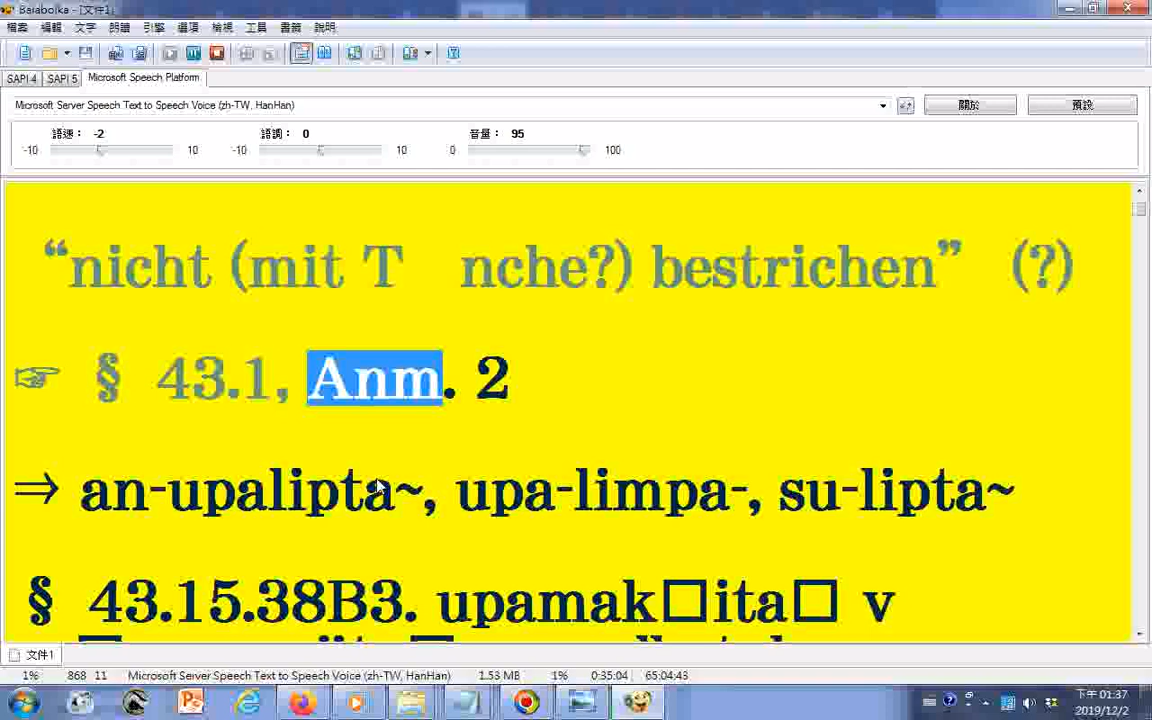 Balabolka - [文件1]
檔案 編輯 文字 朗讀 引擎 選項 檢視 工具 書籤 說明
SAPI 4 SAPI 5 Microsoft Speech Platform
Microsoft Server Speech Text to Speech Voice (zh-TW, HanHan)
關於
預設
語速： -2 語調： 0 音量： 95
-10 10 -10 10 0 100
“nicht (mit T nche?) bestrichen” (?)
☞ § 43.1, Anm. 2
⇒ an-upalipta~, upa-limpa-, su-lipta~
§ 43.15.38B3. upamak□ita□ v
文件1
1% 868 11 Microsoft Server Speech Text to Speech Voice (zh-TW, HanHan) 1.53 MB 1% 0:35:04 65:04:43
下午 01:37
2019/12/2